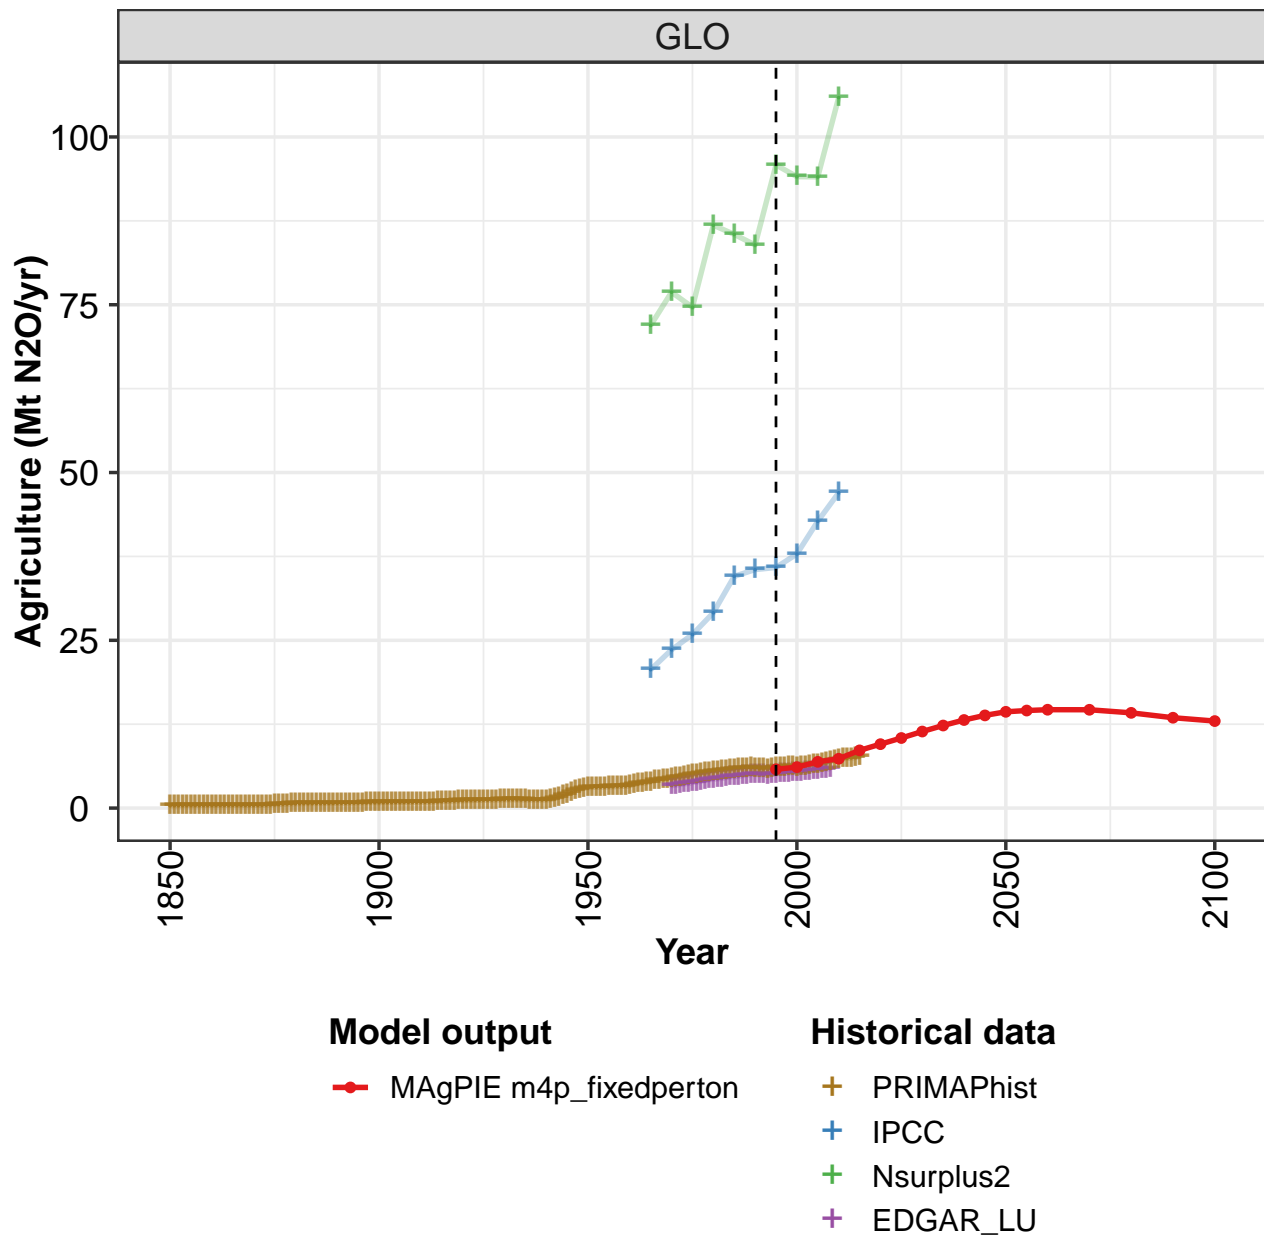 GLO
Agriculture (Mt N2O/yr)
100
75
50
25
0
1850
1900
1950
2000
2050
2100
Year
Model output
MAgPIE m4p_fixedperton
Historical data
PRIMAPhist
IPCC
Nsurplus2
EDGAR_LU